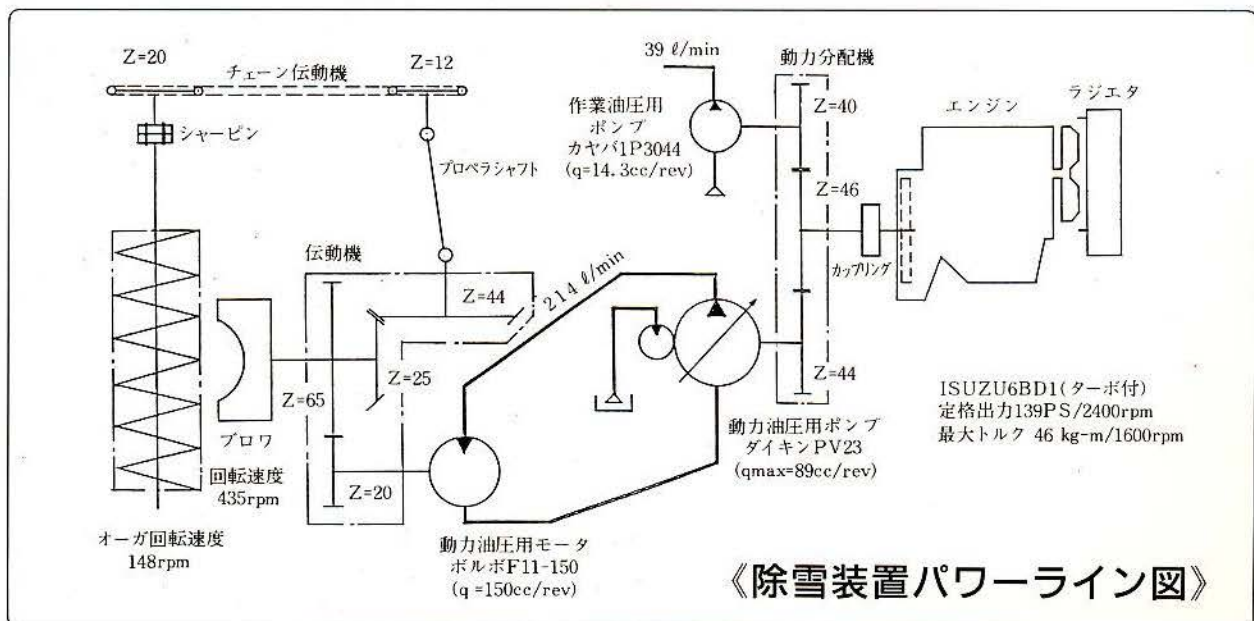 Z=20
チェーン伝動機
Z=12
シャーピン
プロペラシャフト
39 ℓ/min
動力分配機
作業油圧用
ポンプ
カヤバ1P3044
(q=14.3cc/rev)
Z=40
Z=46
エンジン
ラジエタ
カップリング
伝動機
Z=44
214 ℓ/min
Z=25
Z=65
Z=20
Z=44
ブロワ
回転速度
435rpm
オーガ回転速度
148rpm
動力油圧用モータ
ボルボF11-150
(q=150cc/rev)
動力油圧用ポンプ
ダイキンPV23
(qmax=89cc/rev)
ISUZU6BD1(ターボ付)
定格出力139PS/2400rpm
最大トルク 46 kg-m/1600rpm
《除雪装置パワーライン図》